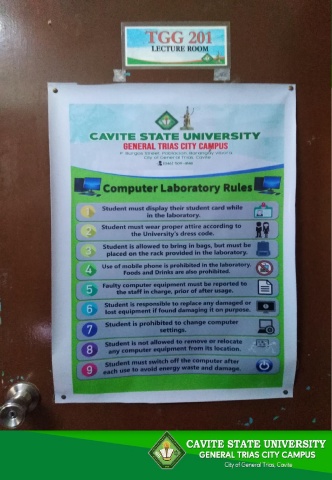 TGG 201
LECTURE ROOM
CAVITE STATE UNIVERSITY
GENERAL TRIAS CITY CAMPUS
City of General Trias, Cavite
Computer Laboratory Rules
1 Student must display their student card while
in the laboratory.
2 Student must wear proper attire according to
the University's dress code.
3 Student is allowed to bring in bags, but must be
placed on the rack provided in the laboratory.
4 Use of mobile phone is prohibited in the laboratory.
Foods and Drinks are also prohibited.
5 Faulty computer equipment must be reported to
the staff in charge, prior of after usage.
6 Student is responsible to replace any damaged or
lost equipment if found damaging it on purpose.
7 Student is prohibited to change computer
settings.
8 Student is not allowed to remove or relocate
any computer equipment from its location.
9 Student must switch off the computer after
each use to avoid energy waste and damage.
CAVITE STATE UNIVERSITY
GENERAL TRIAS CITY CAMPUS
City of General Trias, Cavite